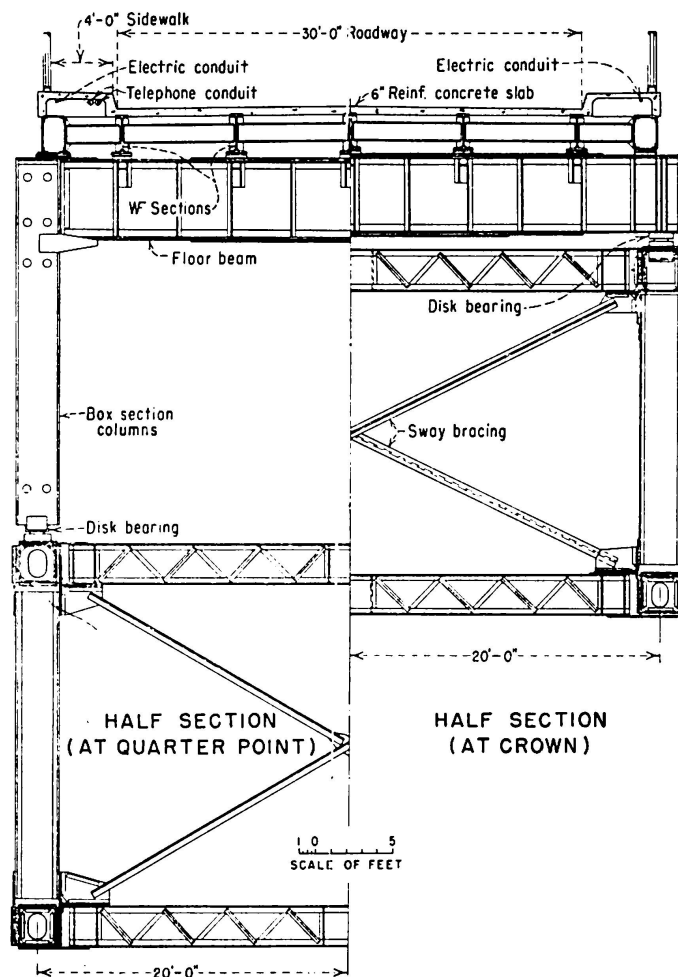 4'-0" Sidewalk
30'-0" Roadway
Electric conduit
Electric conduit
Telephone conduit
6" Reinf. concrete slab
WF Sections
Floor beam
Disk bearing
Box section
columns
Sway bracing
Disk bearing
20'-0"
HALF SECTION
(AT QUARTER POINT)
HALF SECTION
(AT CROWN)
1 0 5
SCALE OF FEET
20'-0"